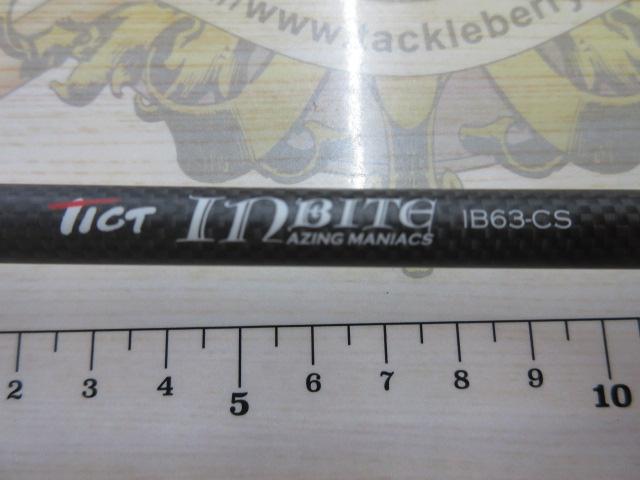 www.tackleberry
TICT INBITE IB63-CS
AZING MANIACS
2 3 4 5 6 7 8 9 10